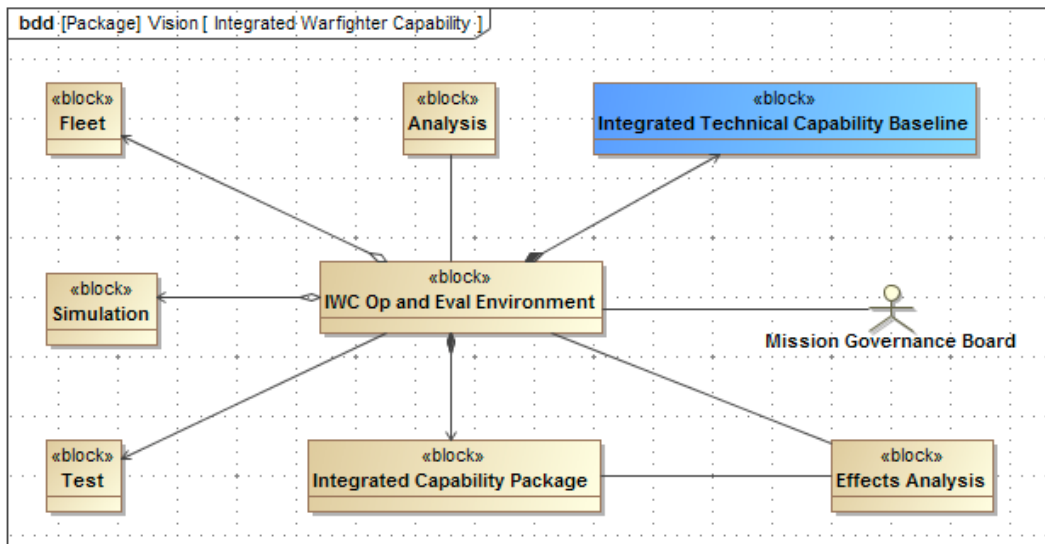 bdd [Package] Vision [ Integrated Warfighter Capability ]
«block»
Fleet
«block»
Analysis
«block»
Integrated Technical Capability Baseline
«block»
Simulation
«block»
IWC Op and Eval Environment
Mission Governance Board
«block»
Test
«block»
Integrated Capability Package
«block»
Effects Analysis